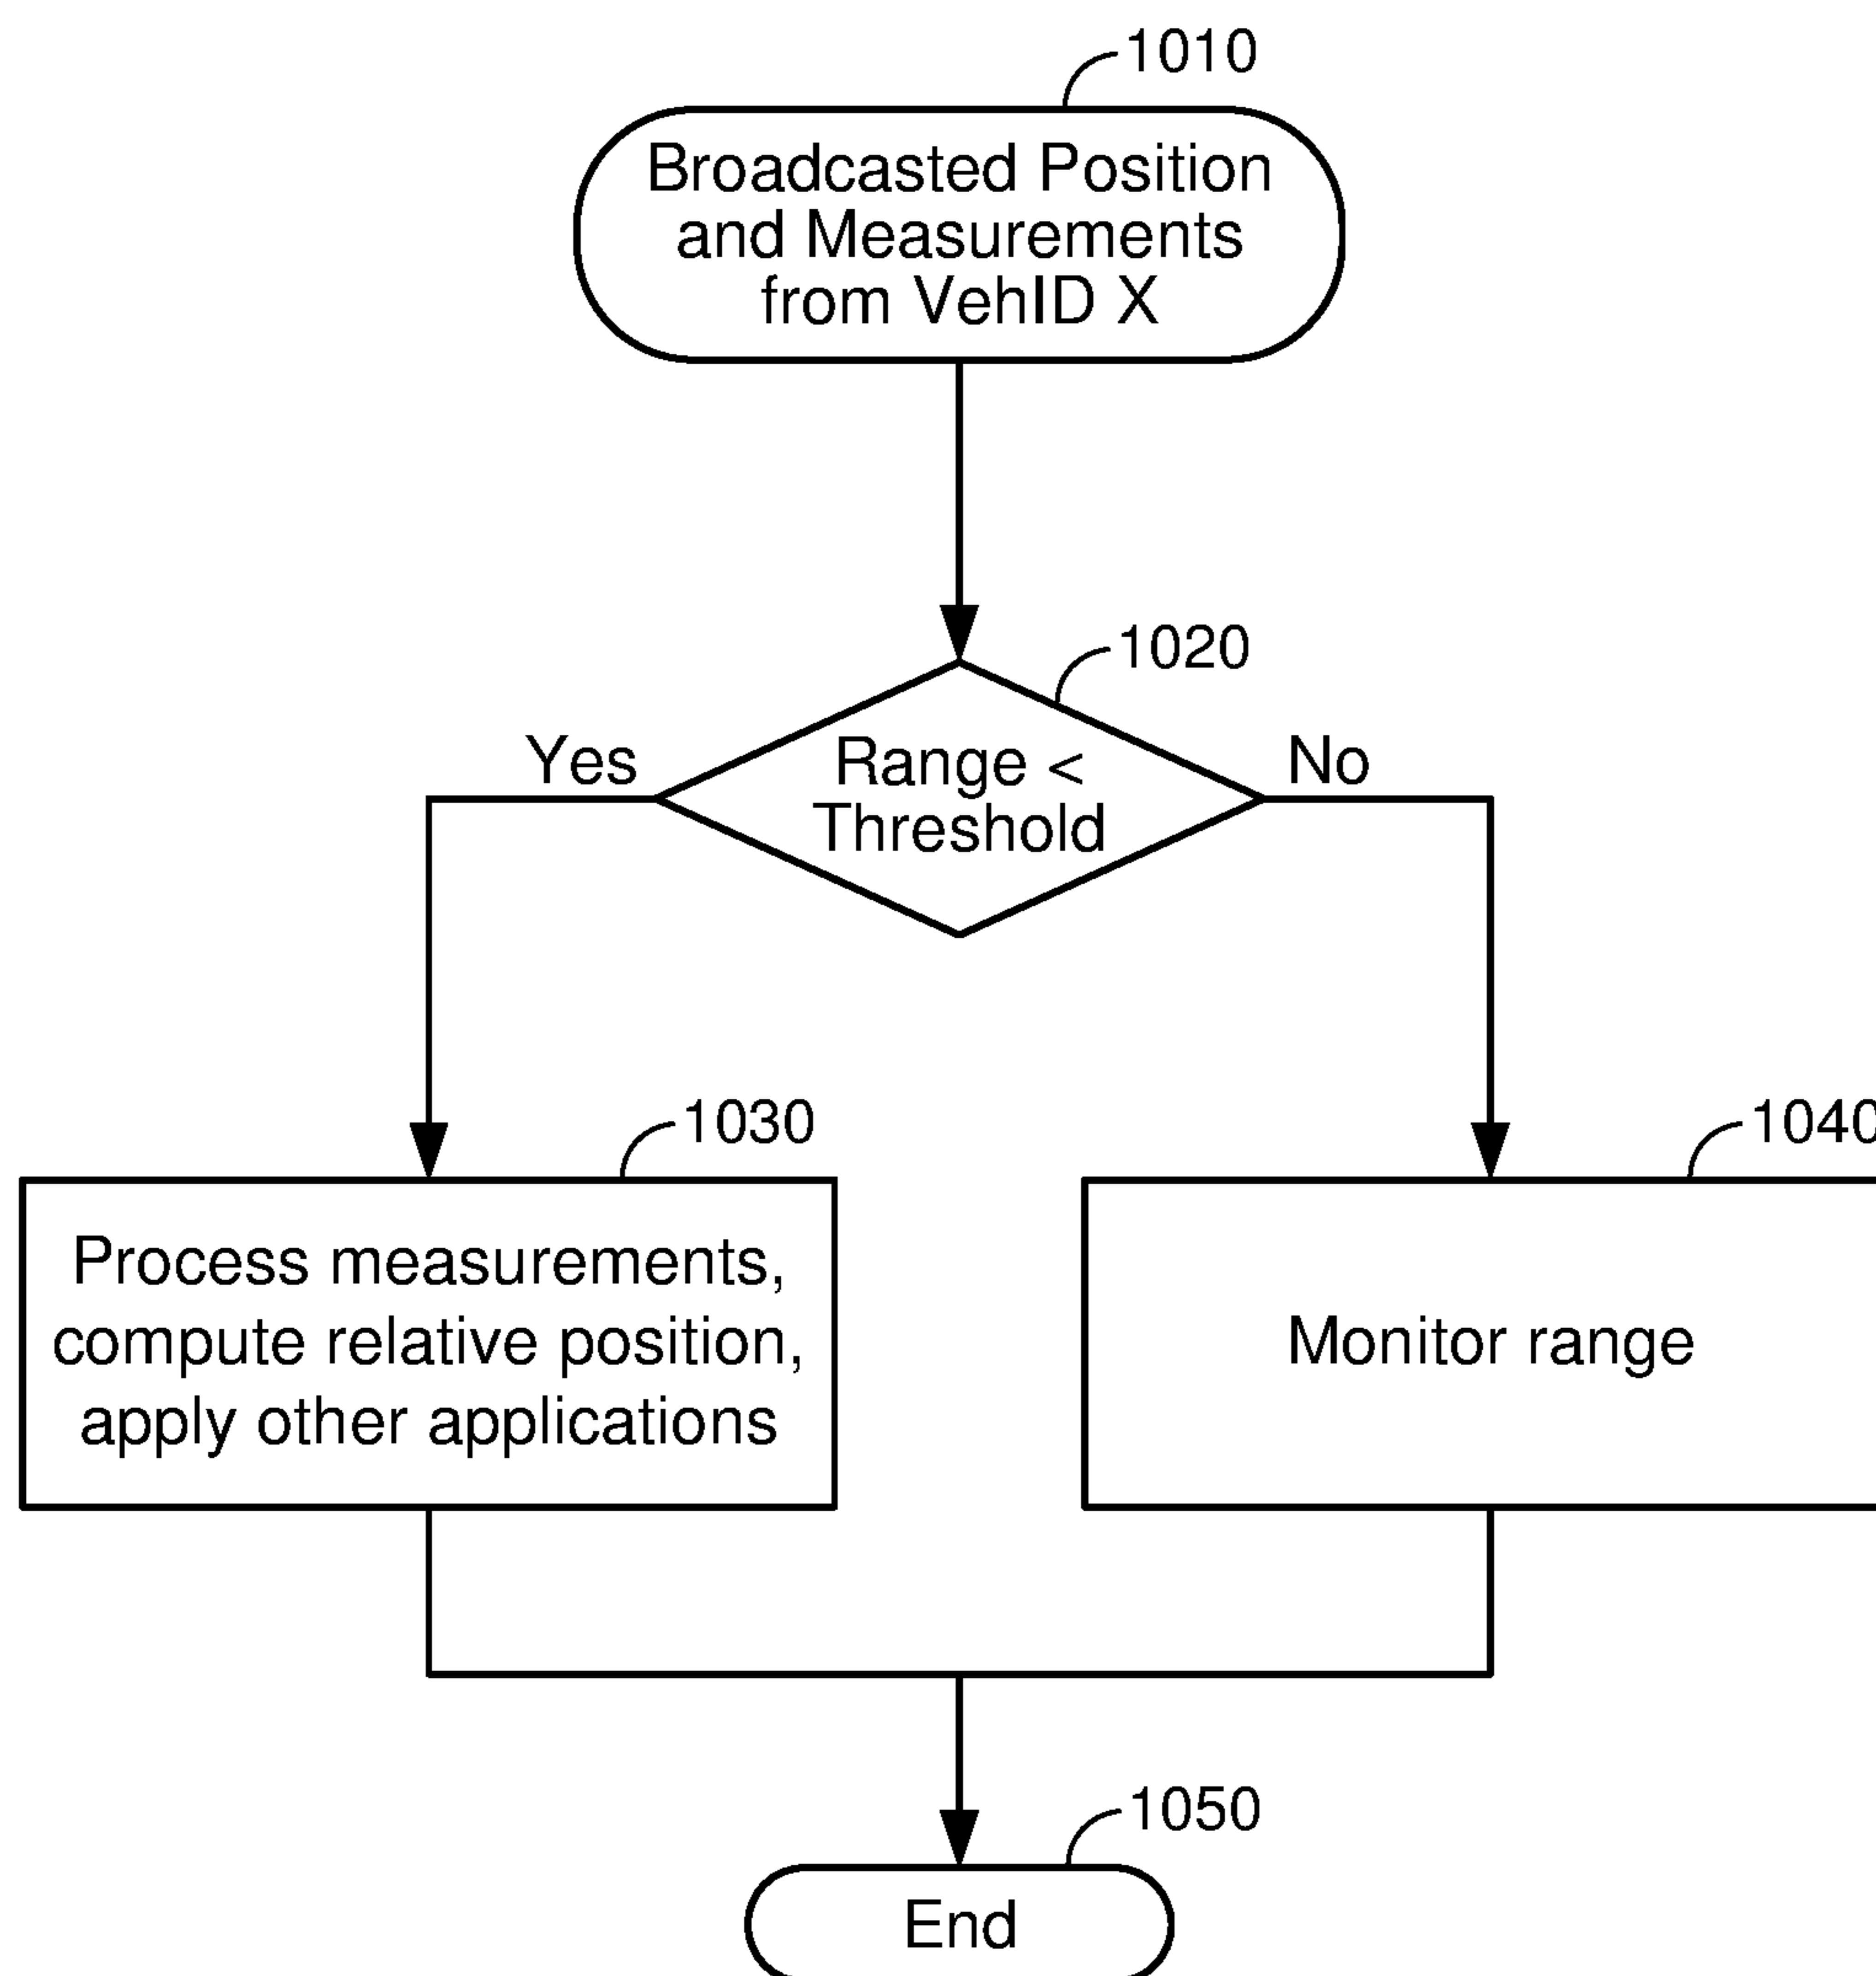 1010
Broadcasted Position
and Measurements
from VehID X
1020
Yes
Range <
Threshold
No
1030
Process measurements,
compute relative position,
apply other applications
1040
Monitor range
1050
End